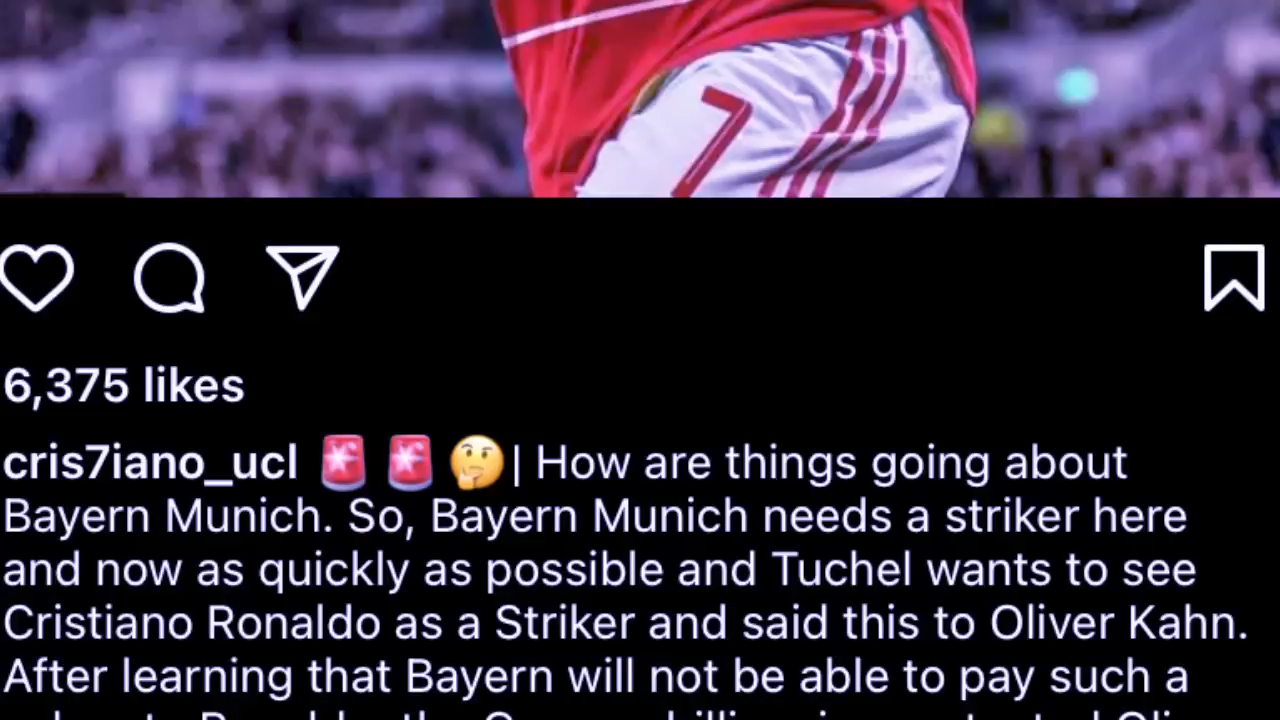 7
6,375 likes
cris7iano_ucl 🚨 🚨 🤔| How are things going about
Bayern Munich. So, Bayern Munich needs a striker here
and now as quickly as possible and Tuchel wants to see
Cristiano Ronaldo as a Striker and said this to Oliver Kahn.
After learning that Bayern will not be able to pay such a